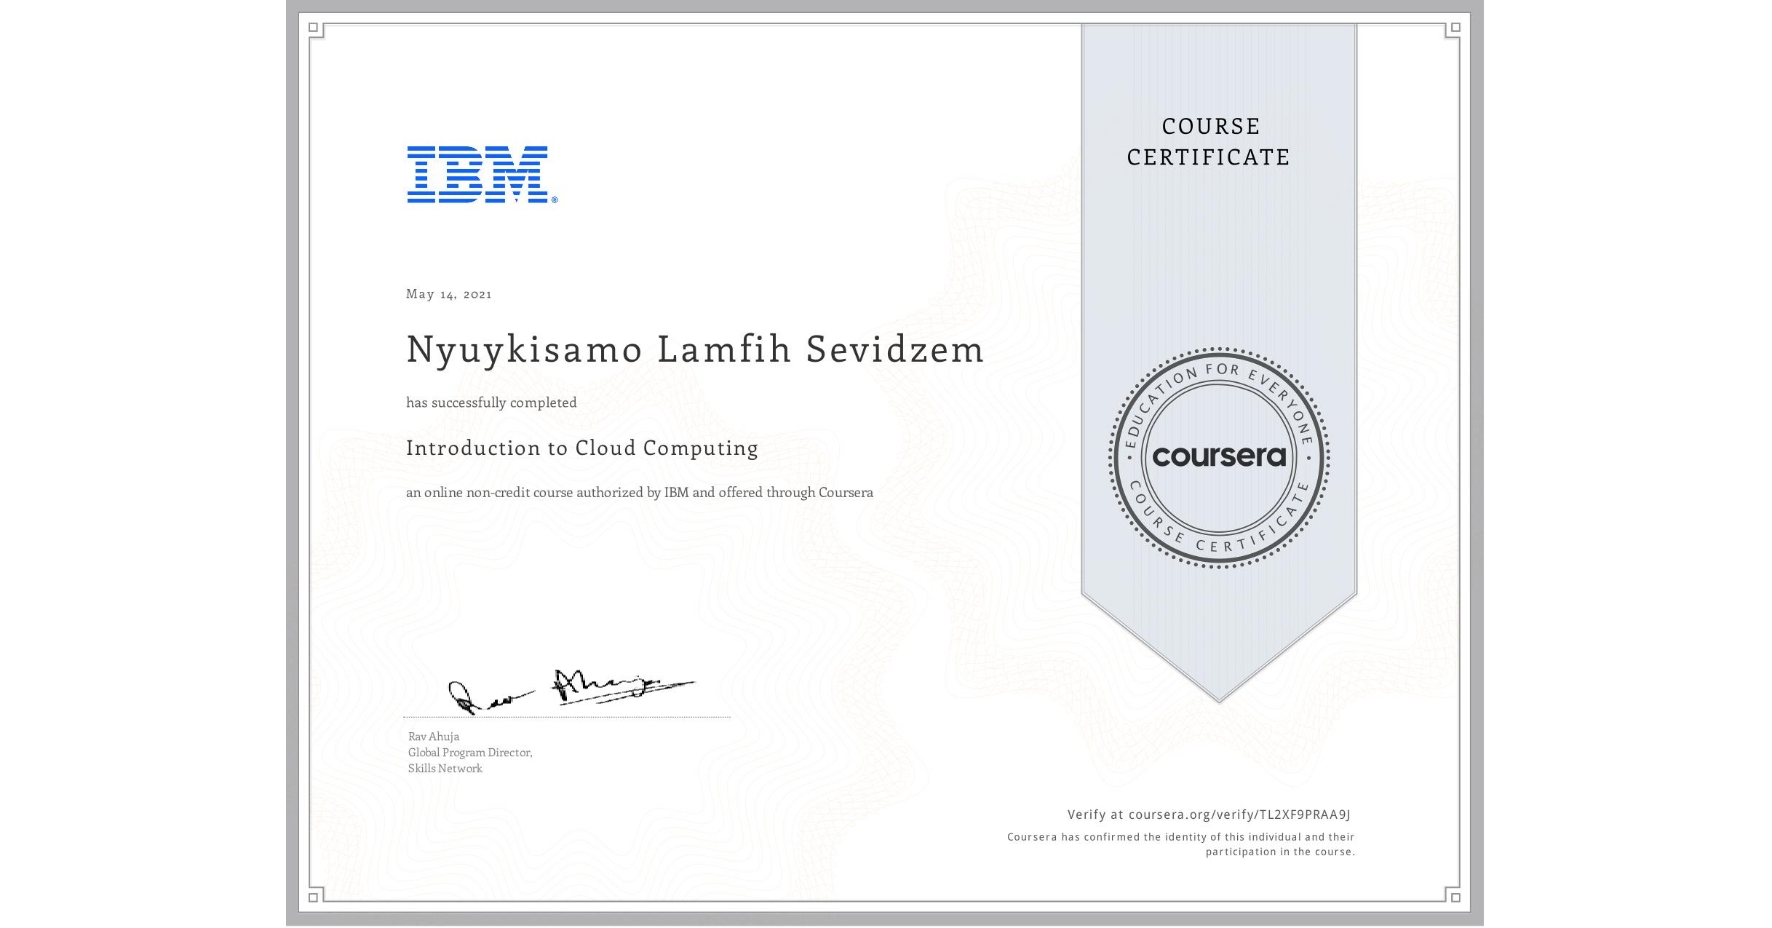 IBM®
COURSE
CERTIFICATE
May 14, 2021
Nyuykisamo Lamfih Sevidzem
has successfully completed
Introduction to Cloud Computing
an online non-credit course authorized by IBM and offered through Coursera
EDUCATION FOR EVERYONE
coursera
COURSE CERTIFICATE
Rav Ahuja
Rav Ahuja
Global Program Director,
Skills Network
Verify at coursera.org/verify/TL2XF9PRAA9J
Coursera has confirmed the identity of this individual and their
participation in the course.